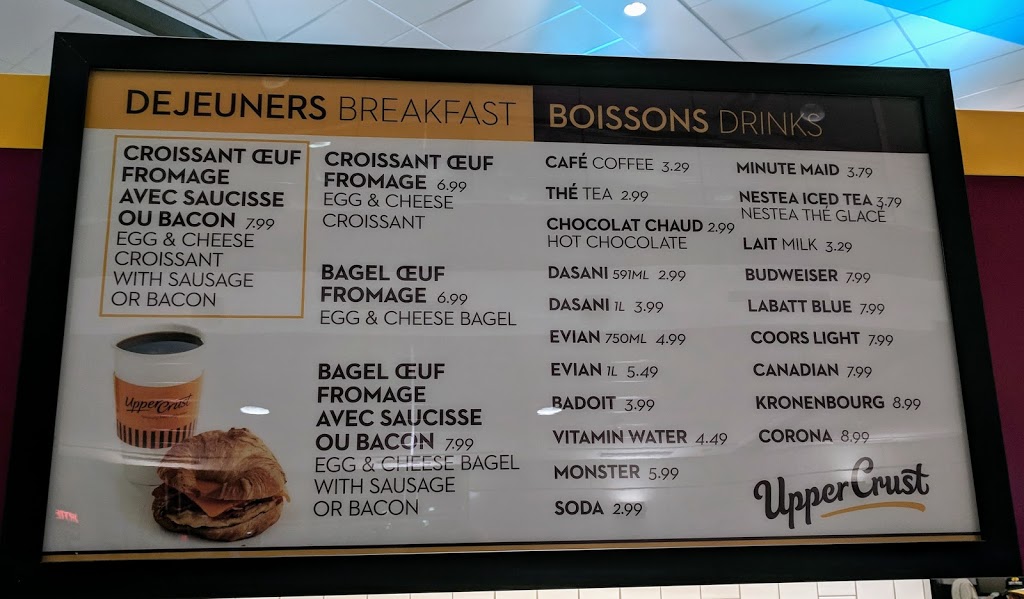 DEJEUNERS BREAKFAST
CROISSANT ŒUF
FROMAGE
AVEC SAUCISSE
OU BACON 7.99
EGG & CHEESE
CROISSANT
WITH SAUSAGE
OR BACON
UpperCrust
CROISSANT ŒUF
FROMAGE 6.99
EGG & CHEESE
CROISSANT
BAGEL ŒUF
FROMAGE 6.99
EGG & CHEESE BAGEL
BAGEL ŒUF
FROMAGE
AVEC SAUCISSE
OU BACON 7.99
EGG & CHEESE BAGEL
WITH SAUSAGE
OR BACON
BOISSONS DRINKS
CAFÉ COFFEE 3.29
THÉ TEA 2.99
CHOCOLAT CHAUD 2.99
HOT CHOCOLATE
DASANI 591ML 2.99
DASANI 1L 3.99
EVIAN 750ML 4.99
EVIAN 1L 5.49
BADOIT 3.99
VITAMIN WATER 4.49
MONSTER 5.99
SODA 2.99
MINUTE MAID 3.79
NESTEA ICED TEA 3.79
NESTEA THÉ GLACÉ
LAIT MILK 3.29
BUDWEISER 7.99
LABATT BLUE 7.99
COORS LIGHT 7.99
CANADIAN 7.99
KRONENBOURG 8.99
CORONA 8.99
UpperCrust